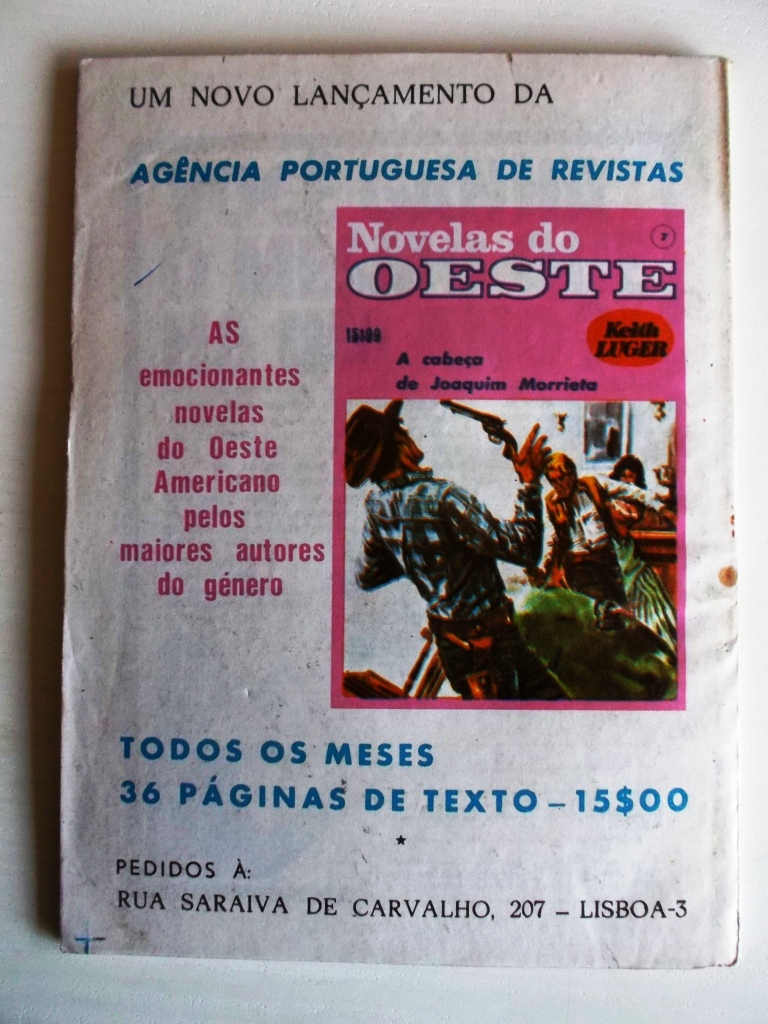 UM NOVO LANÇAMENTO DA
AGÊNCIA PORTUGUESA DE REVISTAS
Novelas do
OESTE
7
15$00
Keith
LUGER
A cabeça
de Joaquim Morrieta
AS
emocionantes
novelas
do Oeste
Americano
pelos
maiores autores
do género
TODOS OS MESES
36 PÁGINAS DE TEXTO – 15$00
PEDIDOS À:
RUA SARAIVA DE CARVALHO, 207 – LISBOA-3